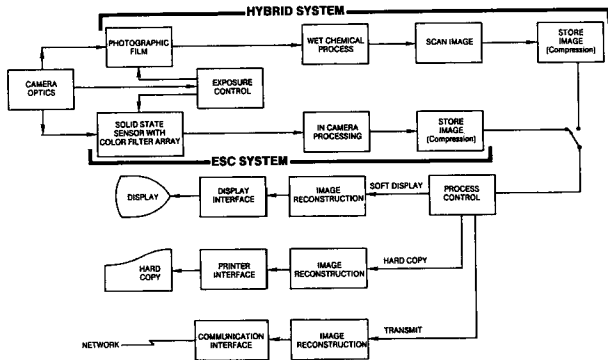 HYBRID SYSTEM
PHOTOGRAPHIC
FILM
WET CHEMICAL
PROCESS
SCAN IMAGE
STORE
IMAGE
[Compression]
CAMERA
OPTICS
EXPOSURE
CONTROL
SOLID STATE
SENSOR WITH
COLOR FILTER ARRAY
IN CAMERA
PROCESSING
STORE
IMAGE
[Compression]
ESC SYSTEM
DISPLAY
DISPLAY
INTERFACE
IMAGE
RECONSTRUCTION
SOFT DISPLAY
PROCESS
CONTROL
HARD
COPY
PRINTER
INTERFACE
IMAGE
RECONSTRUCTION
HARD COPY
NETWORK
COMMUNICATION
INTERFACE
IMAGE
RECONSTRUCTION
TRANSMIT